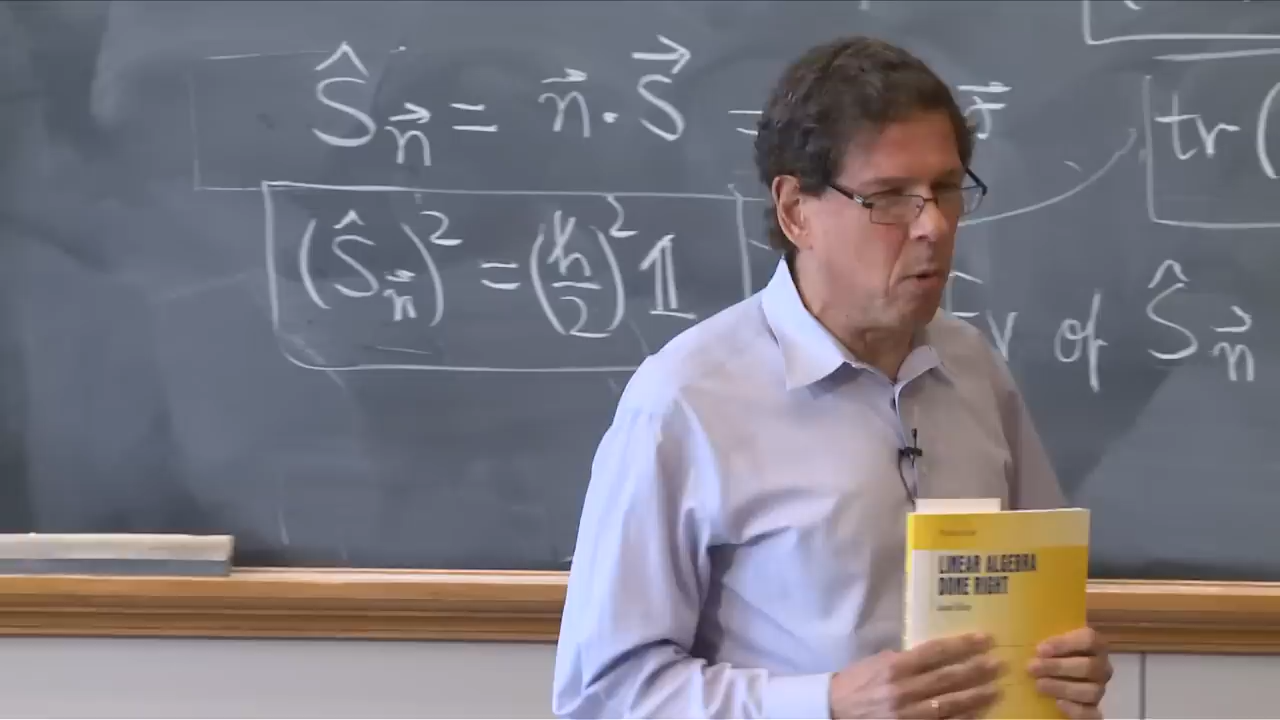 Ŝ_n⃗ = n⃗ · S⃗ =
tr (
(Ŝ_n⃗)² = (ħ/2)² 𝟙
of Ŝ_n⃗
LINEAR ALGEBRA
DONE RIGHT